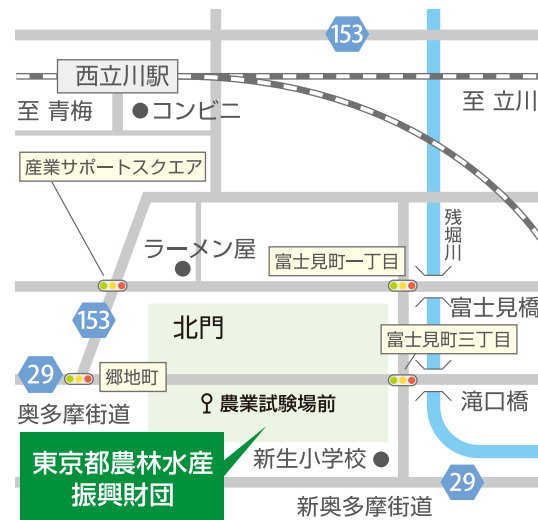 153
西立川駅
至 青梅
コンビニ
至 立川
産業サポートスクエア
残堀川
ラーメン屋
富士見町一丁目
富士見橋
153
北門
富士見町三丁目
29
郷地町
奥多摩街道
農業試験場前
滝口橋
東京都農林水産
振興財団
新生小学校
29
新奥多摩街道